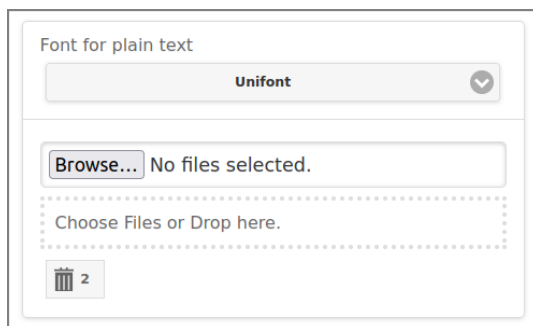 Font for plain text
Unifont
Browse... No files selected.
Choose Files or Drop here.
2